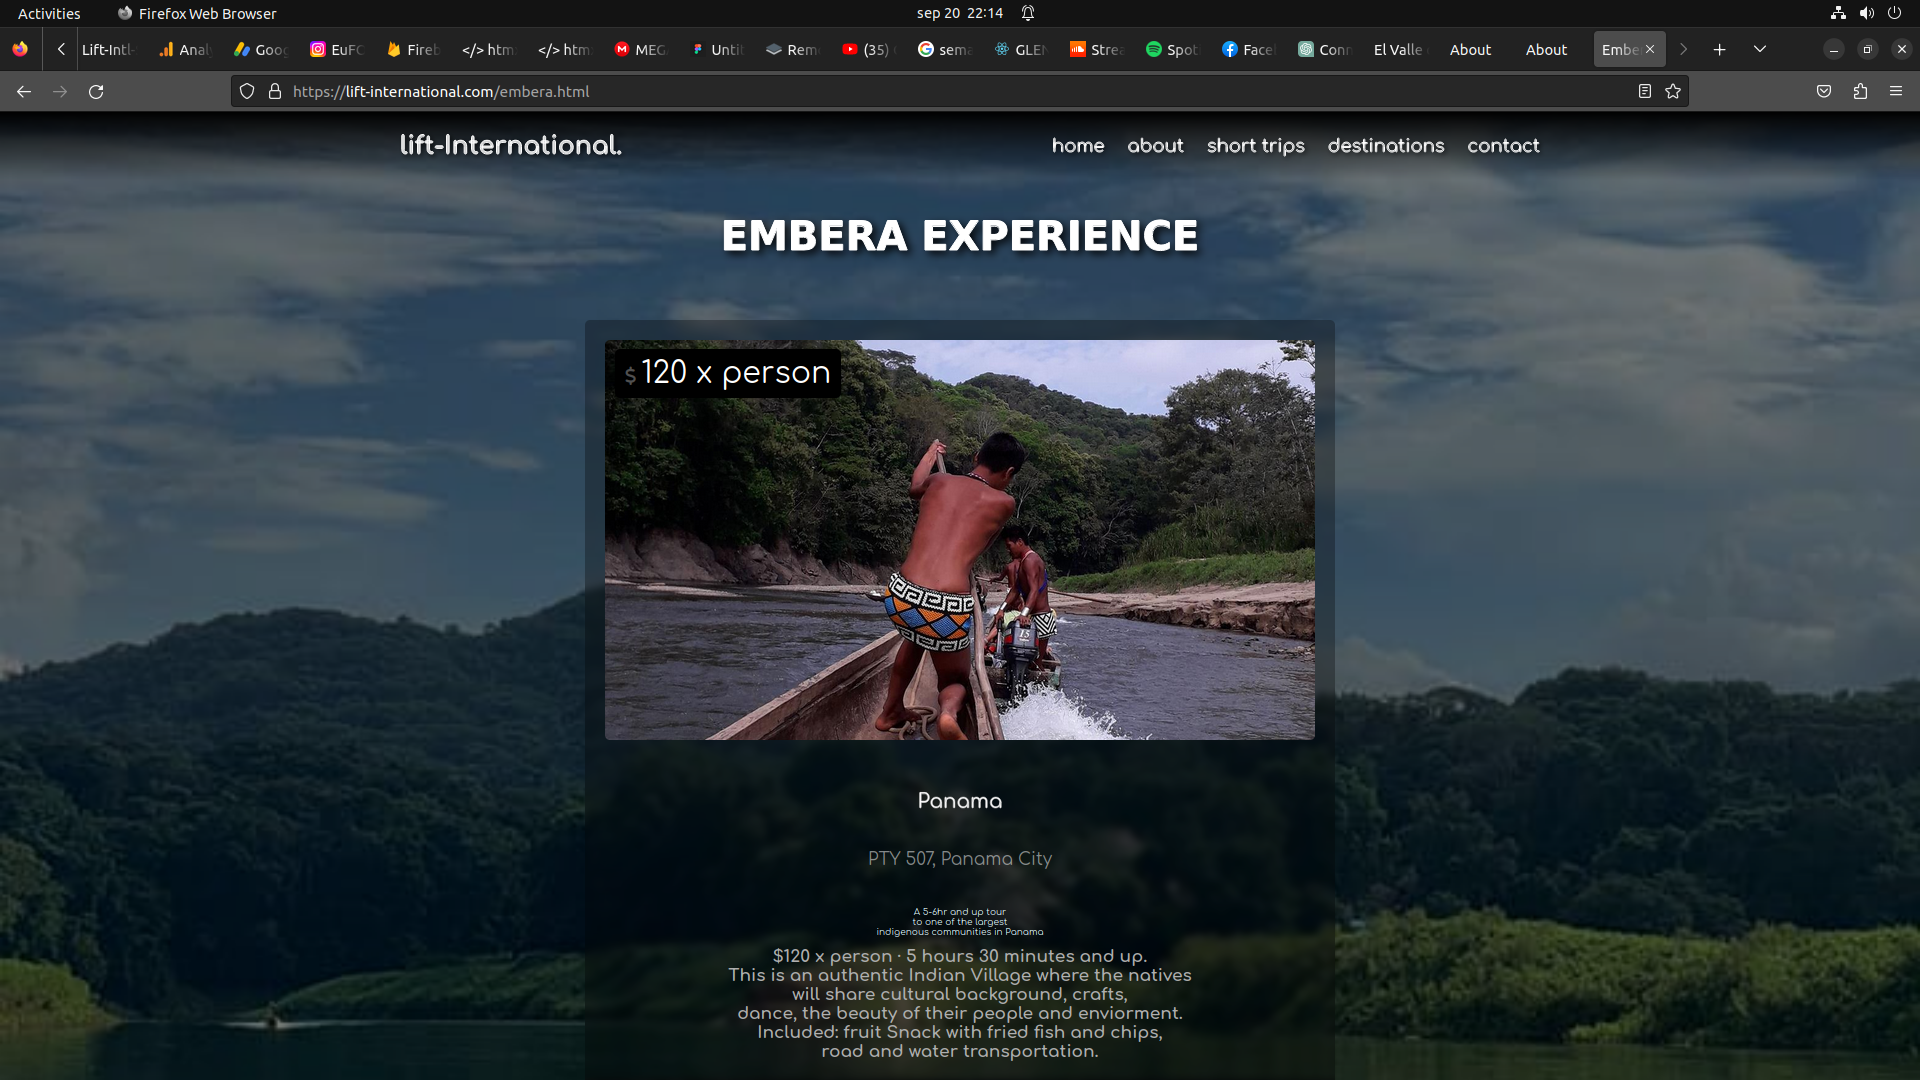 Activities
Firefox Web Browser
sep 20 22:14
Lift-Intl-
Analy
Goog
EuFC
Fireb
</> htm
</> htm
MEG
Untit
Rem
(35)
sema
GLEN
Strea
Spot
Facel
Conn
El Valle
About
About
Embe
https://lift-international.com/embera.html
lift-International.
home
about
short trips
destinations
contact
EMBERA EXPERIENCE
$ 120 x person
15
Panama
PTY 507, Panama City
A 5-6hr and up tour
to one of the largest
indigenous communities in Panama
$120 x person · 5 hours 30 minutes and up.
This is an authentic Indian Village where the natives
will share cultural background, crafts,
dance, the beauty of their people and enviorment.
Included: fruit Snack with fried fish and chips,
road and water transportation.